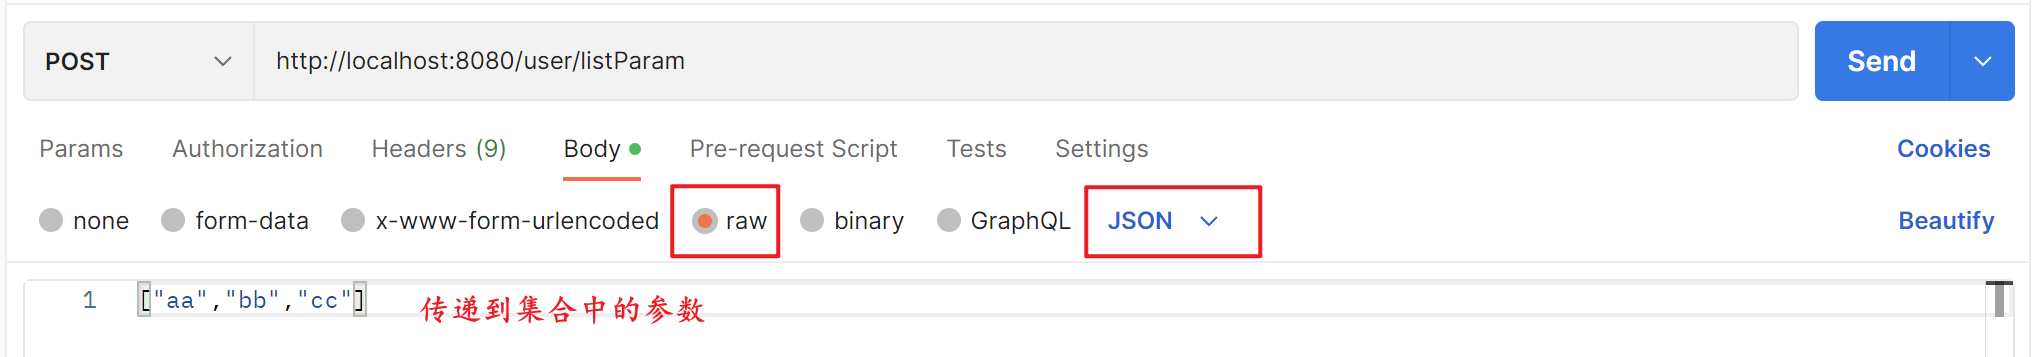 POST http://localhost:8080/user/listParam Send
Params Authorization Headers (9) Body Pre-request Script Tests Settings Cookies
none form-data x-www-form-urlencoded raw binary GraphQL JSON Beautify
1 ["aa","bb","cc"] 传递到集合中的参数